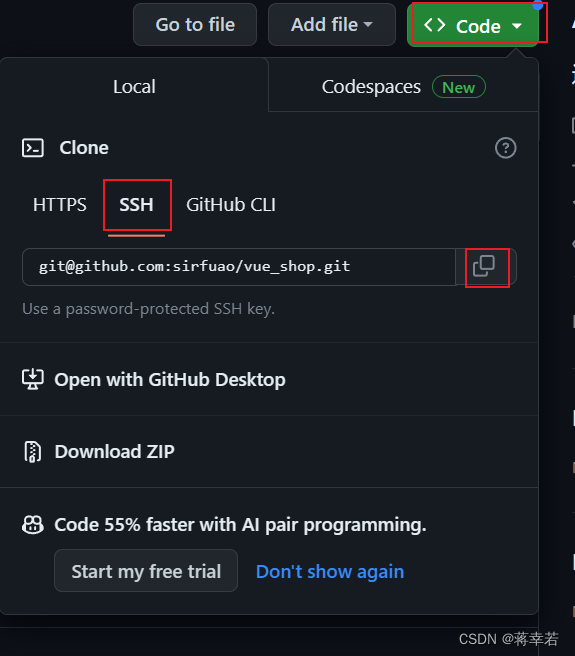 Go to file Add file Code
Local Codespaces New
Clone
HTTPS SSH GitHub CLI
git@github.com:sirfuao/vue_shop.git
Use a password-protected SSH key.
Open with GitHub Desktop
Download ZIP
Code 55% faster with AI pair programming.
Start my free trial Don't show again
CSDN @蒋幸若